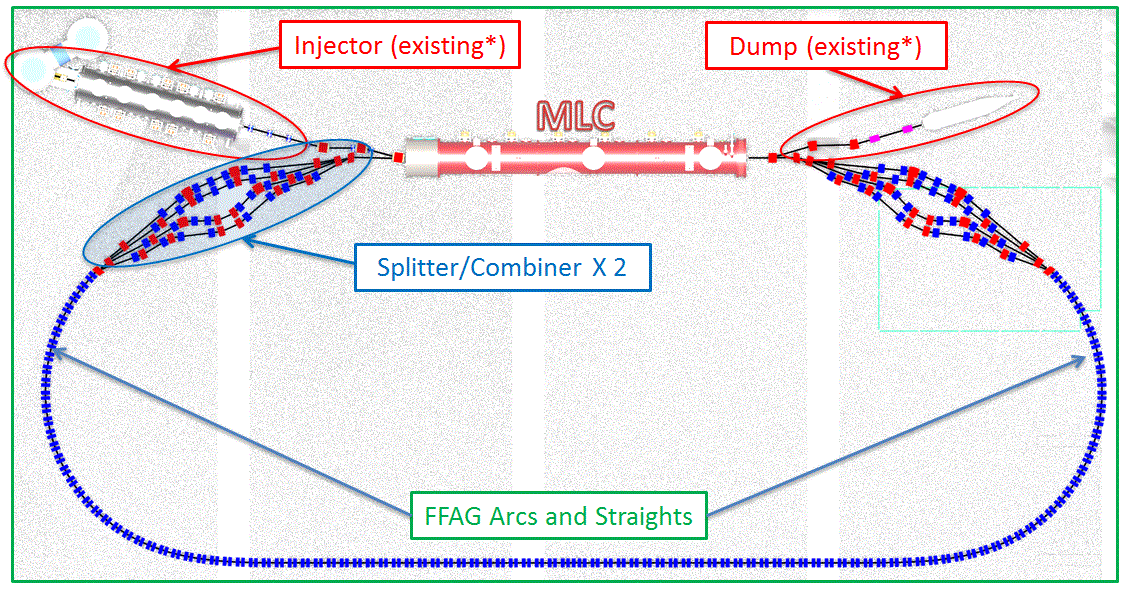 Injector (existing*)
Dump (existing*)
MLC
Splitter/Combiner X 2
FFAG Arcs and Straights